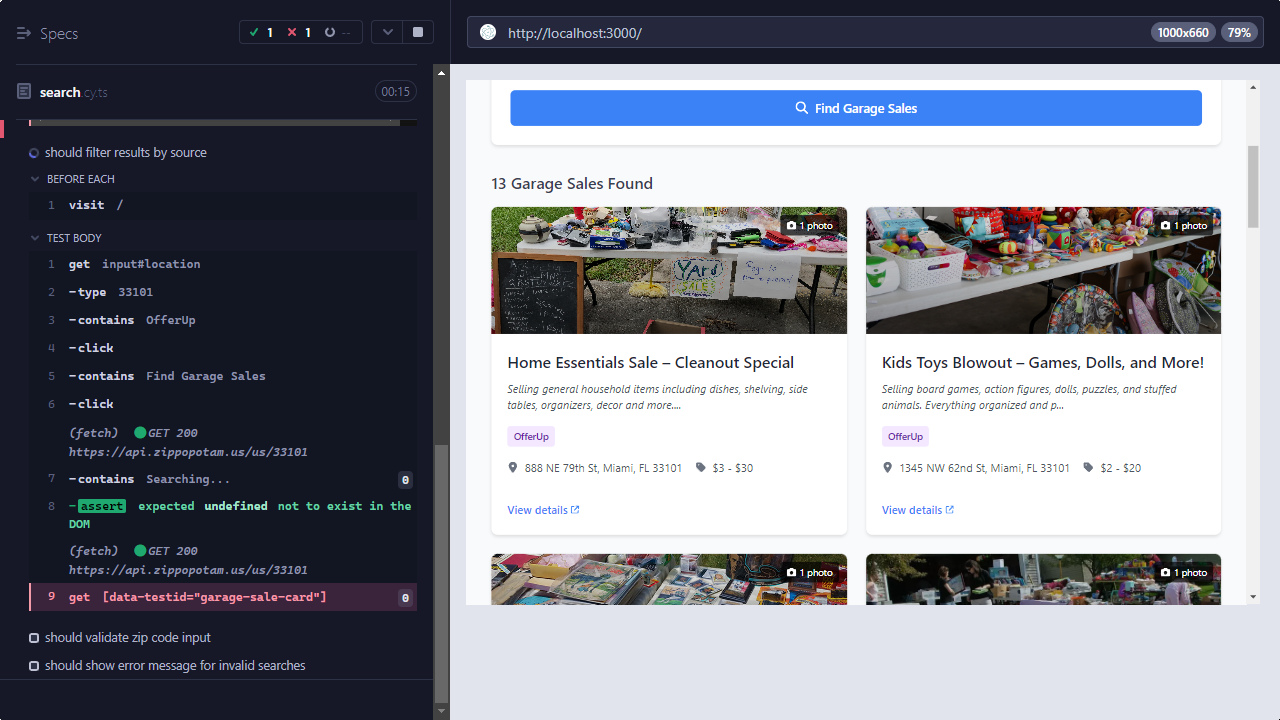 Specs
1
1
--
http://localhost:3000/
1000x660
79%
search.cy.ts
00:15
should filter results by source
BEFORE EACH
1 visit /
TEST BODY
1 get input#location
2 -type 33101
3 -contains OfferUp
4 -click
5 -contains Find Garage Sales
6 -click
(fetch) GET 200
https://api.zippopotam.us/us/33101
7 -contains Searching... 0
8 -assert expected undefined not to exist in the
DOM
(fetch) GET 200
https://api.zippopotam.us/us/33101
9 get [data-testid="garage-sale-card"] 0
should validate zip code input
should show error message for invalid searches
Find Garage Sales
13 Garage Sales Found
1 photo
YARD
SALE
Home Essentials Sale – Cleanout Special
Selling general household items including dishes, shelving, side
tables, organizers, decor and more....
OfferUp
888 NE 79th St, Miami, FL 33101
$3 - $30
View details
1 photo
Kids Toys Blowout – Games, Dolls, and More!
Selling board games, action figures, dolls, puzzles, and stuffed
animals. Everything organized and p...
OfferUp
1345 NW 62nd St, Miami, FL 33101
$2 - $20
View details
1 photo
1 photo